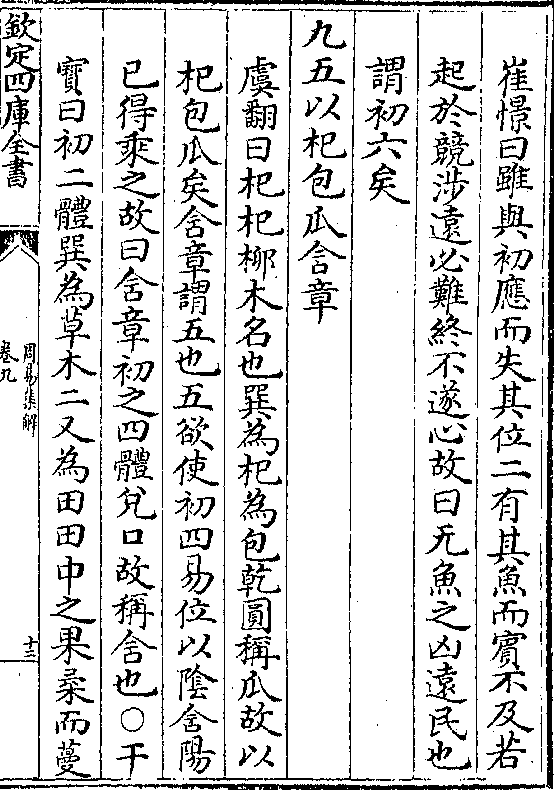 崔憬曰雖與初應而失其位二有其魚而賓不及若
起於競涉遠必難終不遂心故曰无魚之凶遠民也
謂初六矣
九五以杞包瓜含章
虞翻曰杞杞柳木名也巽為杞為包乾圓稱瓜故以
杞包瓜矣含章謂五也五欲使初四易位以陰含陽
已得乘之故曰含章初之四體兌口故稱含也○干
寳曰初二體巽為草木二又為田田中之果柔而蔓
欽定四庫全書
周易集解
卷九
十三